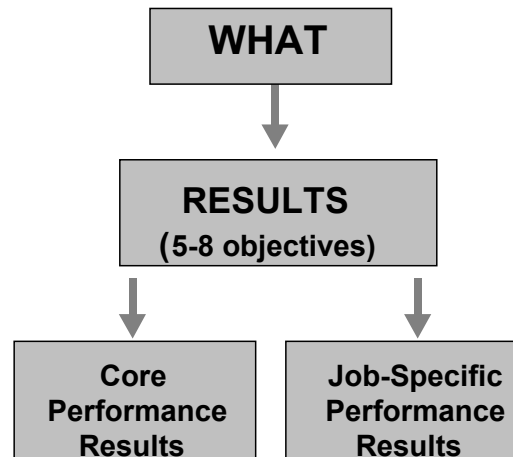 WHAT
RESULTS
(5-8 objectives)
Core
Performance
Results
Job-Specific
Performance
Results